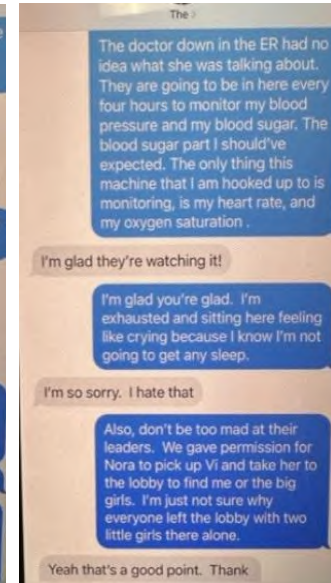 The
The doctor down in the ER had no
idea what she was talking about.
They are going to be in here every
four hours to monitor my blood
pressure and my blood sugar. The
blood sugar part I should've
expected. The only thing this
machine that I am hooked up to is
monitoring, is my heart rate, and
my oxygen saturation .
I'm glad they're watching it!
I'm glad you're glad. I'm
exhausted and sitting here feeling
like crying because I know I'm not
going to get any sleep.
I'm so sorry. I hate that
Also, don't be too mad at their
leaders. We gave permission for
Nora to pick up Vi and take her to
the lobby to find me or the big
girls. I'm just not sure why
everyone left the lobby with two
little girls there alone.
Yeah that's a good point. Thank